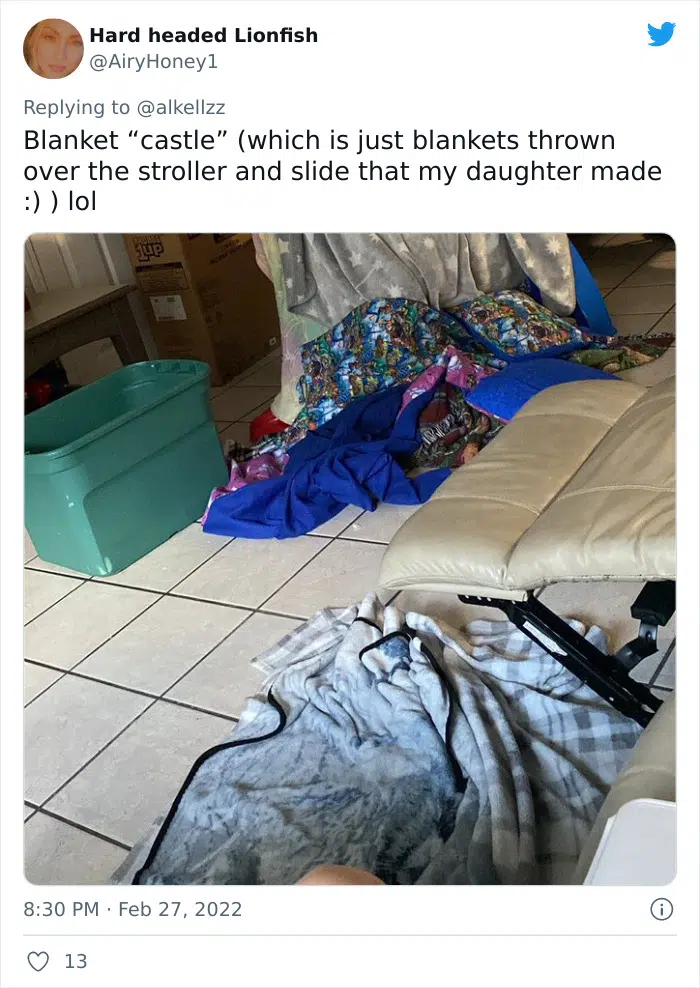 Hard headed Lionfish
@AiryHoney1
Replying to @alkellzz
Blanket “castle” (which is just blankets thrown
over the stroller and slide that my daughter made
:) ) lol
1up
8:30 PM · Feb 27, 2022
13